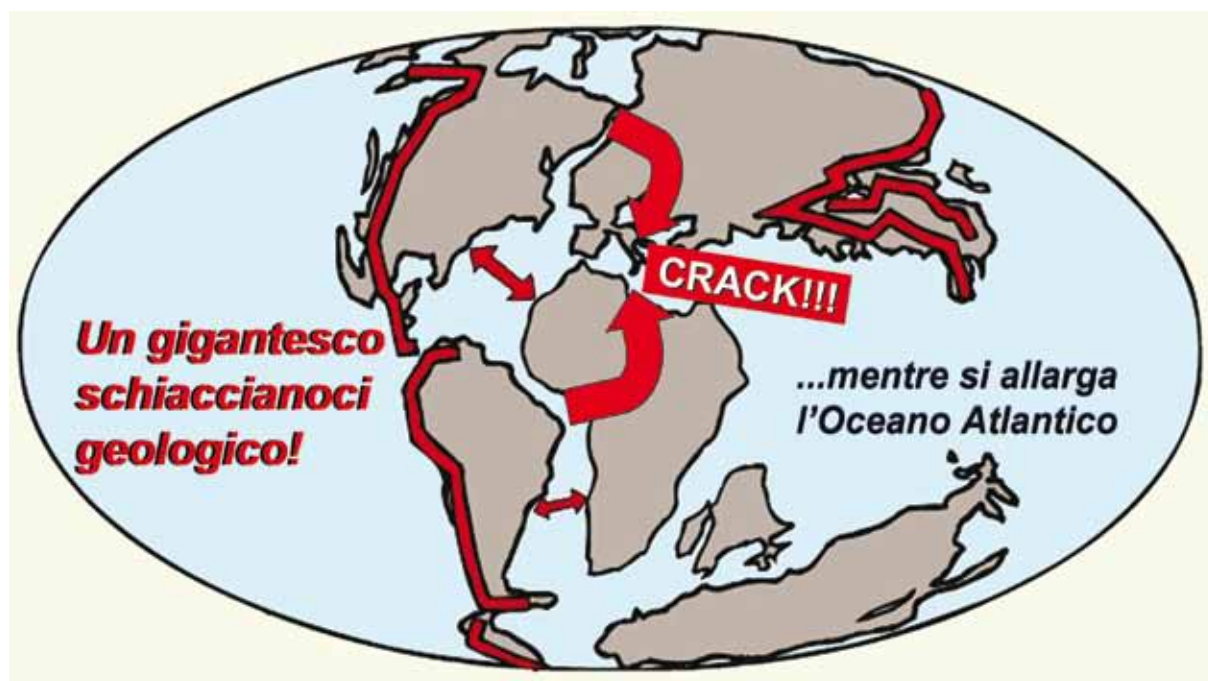 CRACK!!!
Un gigantesco
schiaccianoci
geologico!
...mentre si allarga
l'Oceano Atlantico